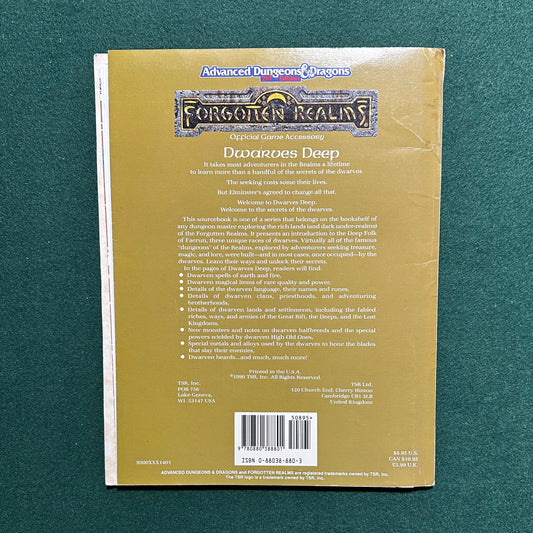 Advanced Dungeons & Dragons
2nd Edition
FORGOTTEN REALMS
Official Game Accessory
Dwarves Deep
It takes most adventurers in the Realms a lifetime
to learn more than a handful of the secrets of the dwarves.
The seeking costs some their lives.
But Elminster's agreed to change all that.
Welcome to Dwarves Deep.
Welcome to the secrets of the dwarves.
This sourcebook is one of a series that belongs on the bookshelf of
any dungeon master exploring the rich lands (and dark under-realms)
of the Forgotten Realms. It presents an introduction to the Deep Folk
of Faerun, three unique races of dwarves. Virtually all of the famous
"dungeons" of the Realms, explored by adventurers seeking treasure,
magic, and lore, were built—and in most cases, once occupied—by the
dwarves. Learn their ways and unlock their secrets.
In the pages of Dwarves Deep, readers will find:
● Dwarven spells of earth and fire,
● Dwarven magical items of rare quality and power,
● Details of the dwarven language, their names and runes,
● Details of dwarven clans, priesthoods, and adventuring
brotherhoods,
● Details of dwarven lands and settlements, including the fabled
riches, ways, and armies of the Great Rift, the Deeps, and the Lost
Kingdoms,
● New monsters and notes on dwarven halfbreeds and the special
powers wielded by dwarven High Old Ones,
● Special metals and alloys used by the dwarves to bone the blades
that slay their enemies,
● Dwarven beards...and much, much more!
Printed in the U.S.A.
©1990 TSR, Inc. All Rights Reserved.
TSR, Inc.
POB 756
Lake Geneva,
WI 53147 USA
TSR Ltd.
120 Church End, Cherry Hinton
Cambridge CB1 3LB
United Kingdom
50895>
9 780880 388801
ISBN 0-88038-880-3
9300XXX1401
$8.95 U.S.
CAN $10.95
£5.99 U.K.
ADVANCED DUNGEONS & DRAGONS and FORGOTTEN REALMS are registered trademarks owned by TSR, Inc.
The TSR logo is a trademark owned by TSR, Inc.